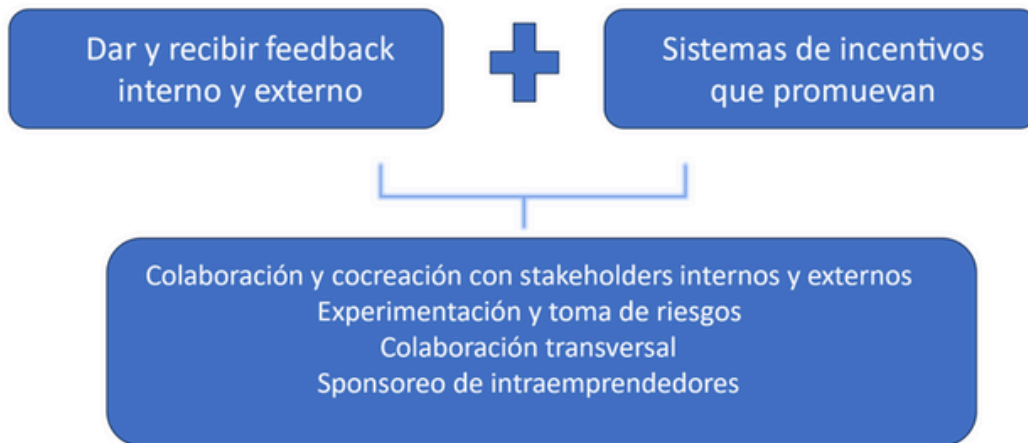 Dar y recibir feedback
interno y externo
Sistemas de incentivos
que promuevan
Colaboración y cocreación con stakeholders internos y externos
Experimentación y toma de riesgos
Colaboración transversal
Sponsoreo de intraemprendedores